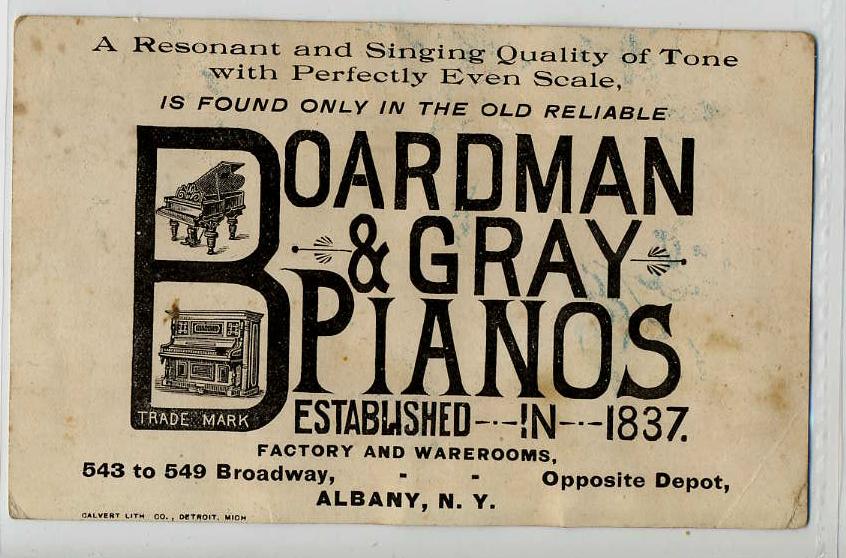 A Resonant and Singing Quality of Tone
with Perfectly Even Scale,
IS FOUND ONLY IN THE OLD RELIABLE
BOARDMAN
& GRAY
PIANOS
TRADE MARK
ESTABLISHED---IN---1837.
FACTORY AND WAREROOMS,
543 to 549 Broadway, - - Opposite Depot,
ALBANY, N. Y.
CALVERT LITH. CO., DETROIT, MICH